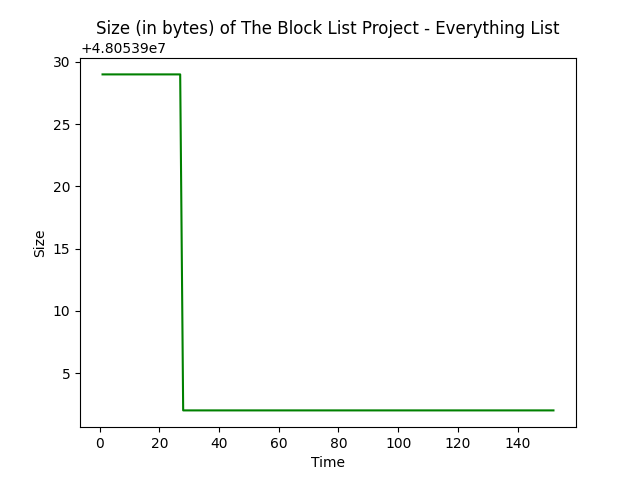 Size (in bytes) of The Block List Project - Everything List
+4.80539e7
30
25
20
15
10
5
Size
0 20 40 60 80 100 120 140
Time